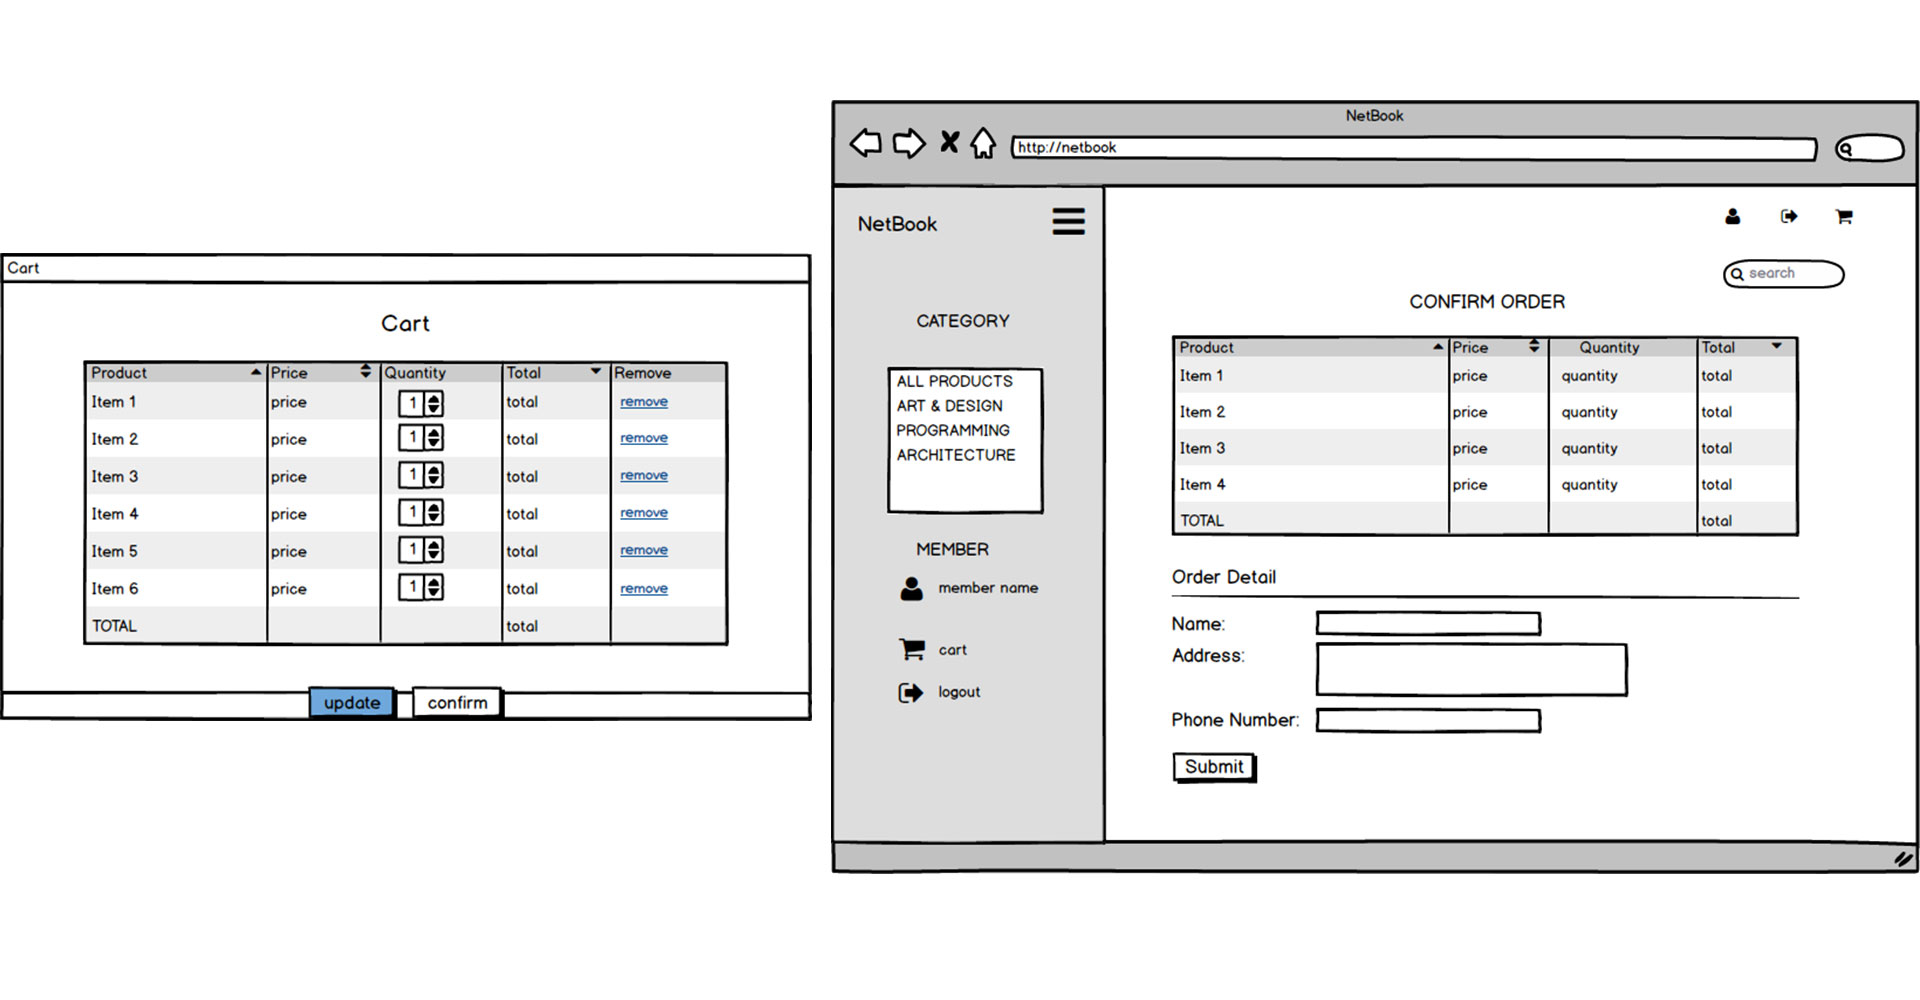 Cart
Cart
Product Price Quantity Total Remove
Item 1 price 1 total remove
Item 2 price 1 total remove
Item 3 price 1 total remove
Item 4 price 1 total remove
Item 5 price 1 total remove
Item 6 price 1 total remove
TOTAL total
update confirm
NetBook
http://netbook
NetBook
CATEGORY
ALL PRODUCTS
ART & DESIGN
PROGRAMMING
ARCHITECTURE
MEMBER
member name
cart
logout
search
CONFIRM ORDER
Product Price Quantity Total
Item 1 price quantity total
Item 2 price quantity total
Item 3 price quantity total
Item 4 price quantity total
TOTAL total
Order Detail
Name:
Address:
Phone Number:
Submit